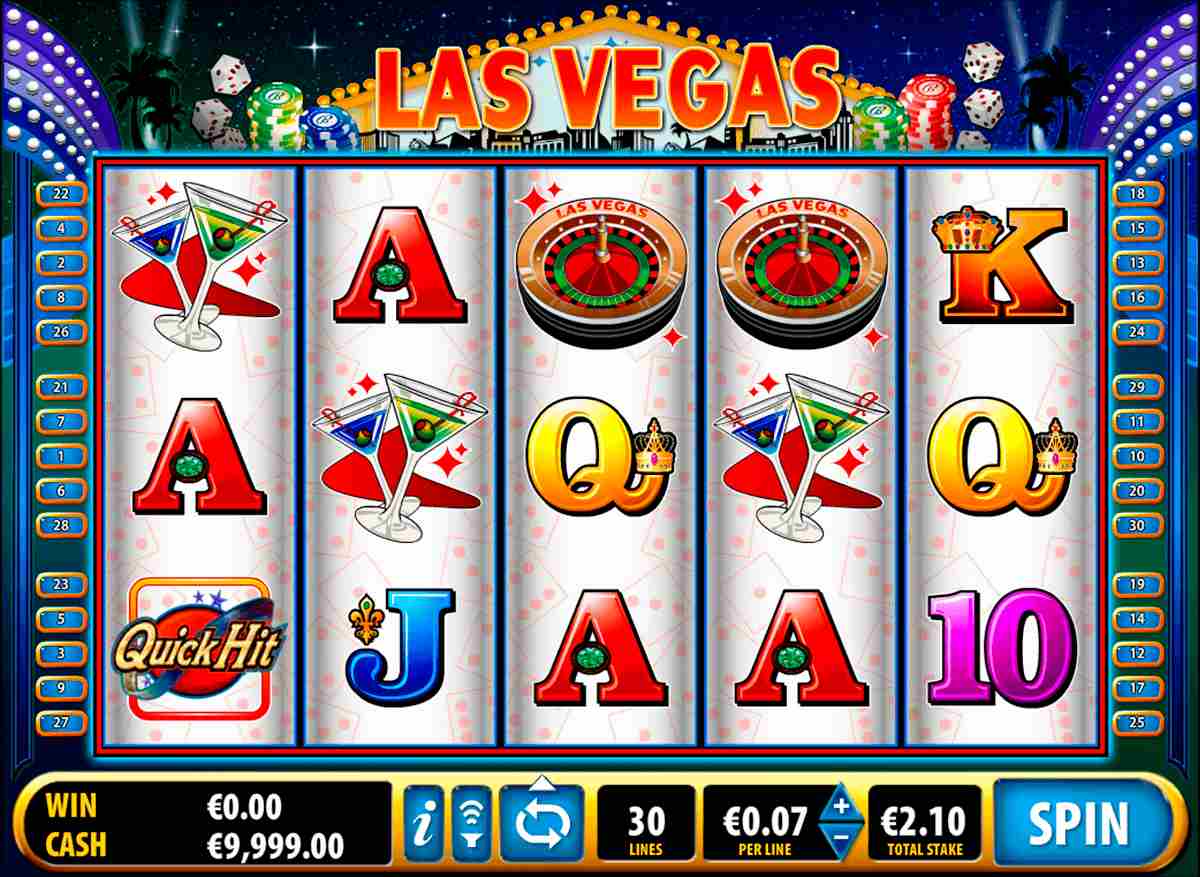 LAS VEGAS
22 18
4 LAS VEGAS LAS VEGAS 15
A K
2 13
8 16
26 24
21 29
7 11
1 A Q Q 10
6 20
28 30
23 19
5 14
3 Quick Hit J A A 10 12
9 17
27 25
WIN €0.00
CASH €9,999.00
i
30 LINES
€0.07 PER LINE
+
-
€2.10 TOTAL STAKE
SPIN